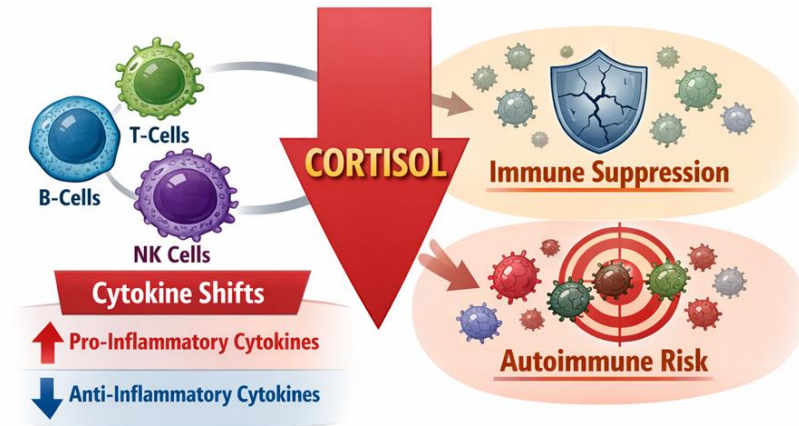 T-Cells
B-Cells
NK Cells
CORTISOL
Immune Suppression
Cytokine Shifts
Pro-Inflammatory Cytokines
Anti-Inflammatory Cytokines
Autoimmune Risk